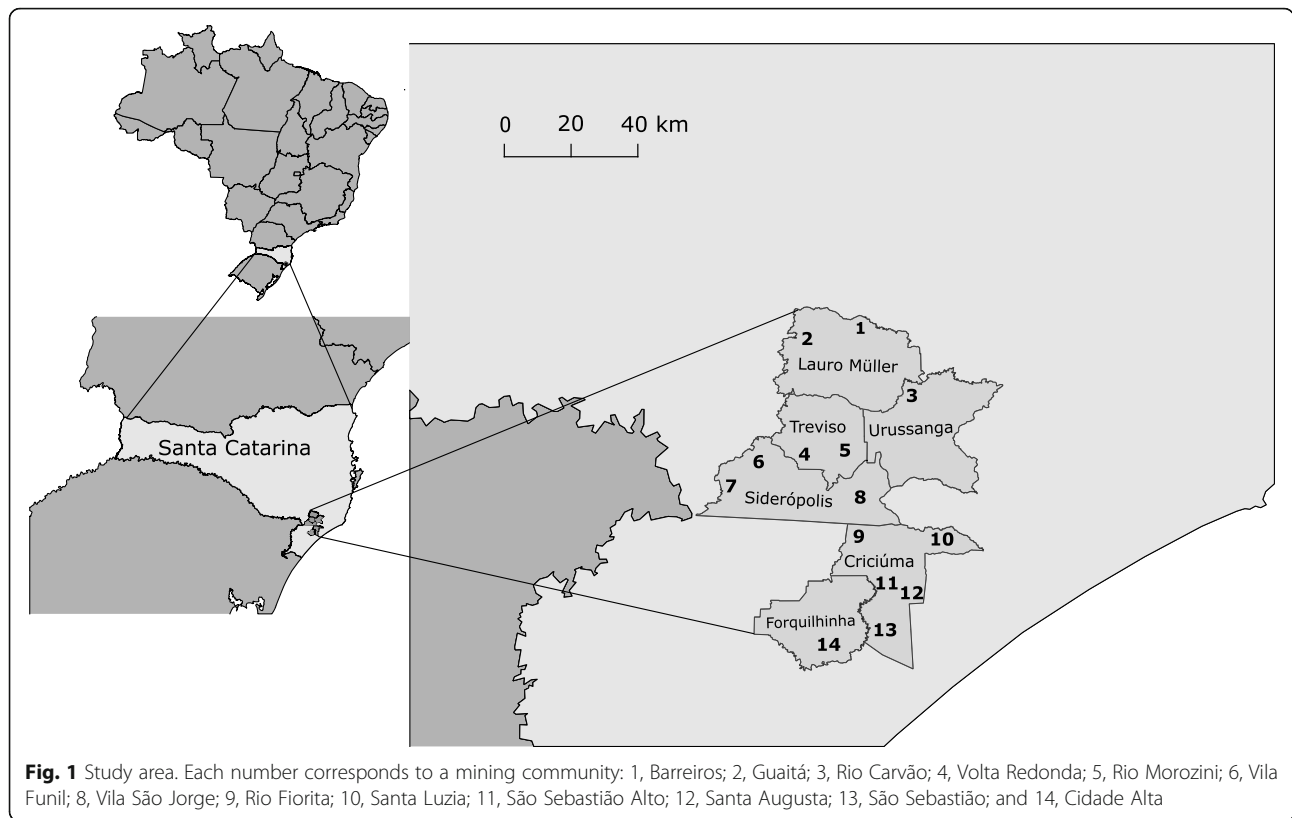 0 20 40 km
1
2
Lauro Müller
3
Treviso
Urussanga
4
5
6
7
Siderópolis
8
Santa Catarina
9
10
Criciúma
11
12
Forquilhinha
13
14
Fig. 1 Study area. Each number corresponds to a mining community: 1, Barreiros; 2, Guaitá; 3, Rio Carvão; 4, Volta Redonda; 5, Rio Morozini; 6, Vila
Funil; 8, Vila São Jorge; 9, Rio Fiorita; 10, Santa Luzia; 11, São Sebastião Alto; 12, Santa Augusta; 13, São Sebastião; and 14, Cidade Alta